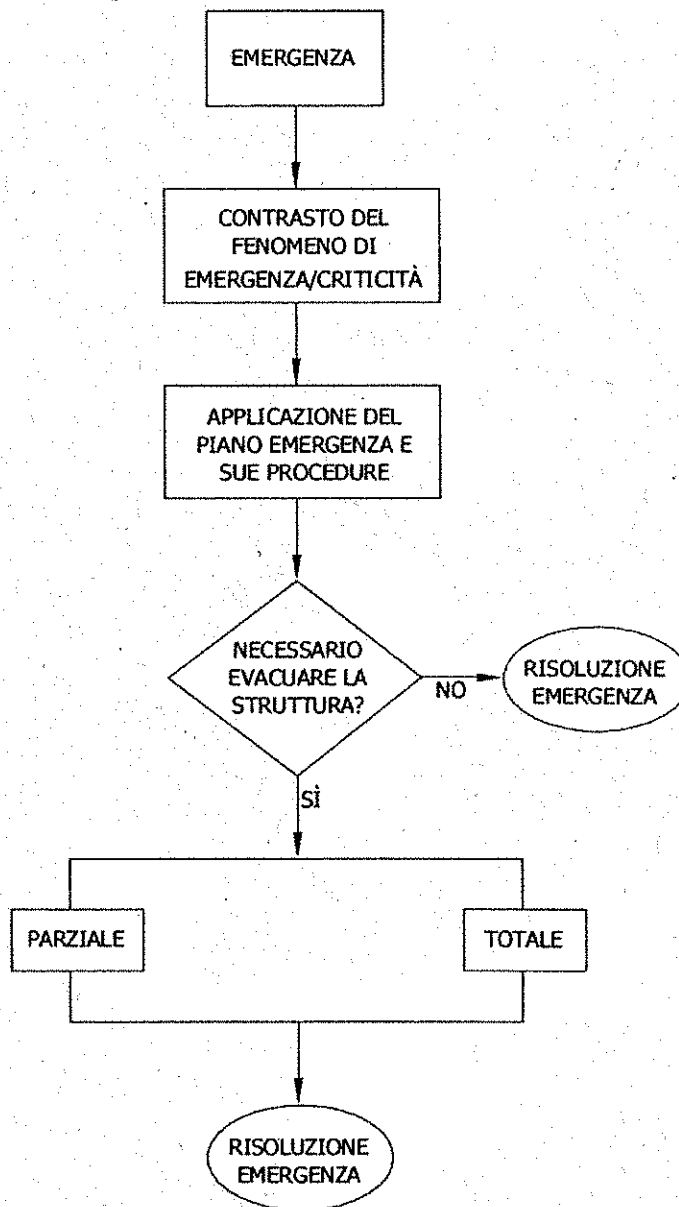 EMERGENZA
CONTRASTO DEL
FENOMENO DI
EMERGENZA/CRITICITÀ
APPLICAZIONE DEL
PIANO EMERGENZA E
SUE PROCEDURE
NECESSARIO
EVACUARE LA
STRUTTURA?
NO
RISOLUZIONE
EMERGENZA
SÌ
PARZIALE
TOTALE
RISOLUZIONE
EMERGENZA